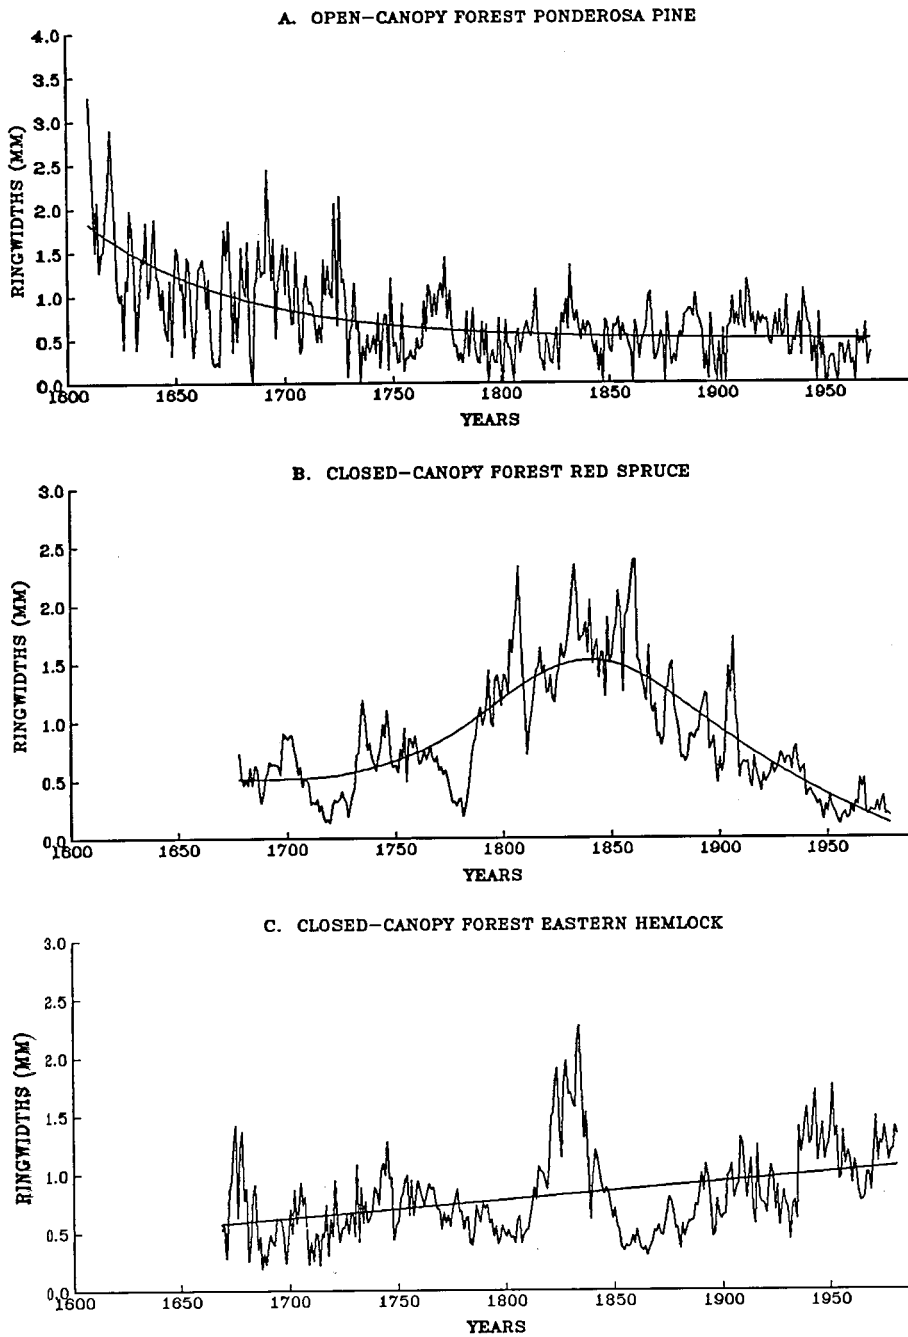 A. OPEN-CANOPY FOREST PONDEROSA PINE
4.0
3.5
3.0
2.5
2.0
1.5
1.0
0.5
0.0
RINGWIDTHS (MM)
1600 1650 1700 1750 1800 1850 1900 1950
YEARS
B. CLOSED-CANOPY FOREST RED SPRUCE
3.0
2.5
2.0
1.5
1.0
0.5
0.0
RINGWIDTHS (MM)
1600 1650 1700 1750 1800 1850 1900 1950
YEARS
C. CLOSED-CANOPY FOREST EASTERN HEMLOCK
3.0
2.5
2.0
1.5
1.0
0.5
0.0
RINGWIDTHS (MM)
1600 1650 1700 1750 1800 1850 1900 1950
YEARS